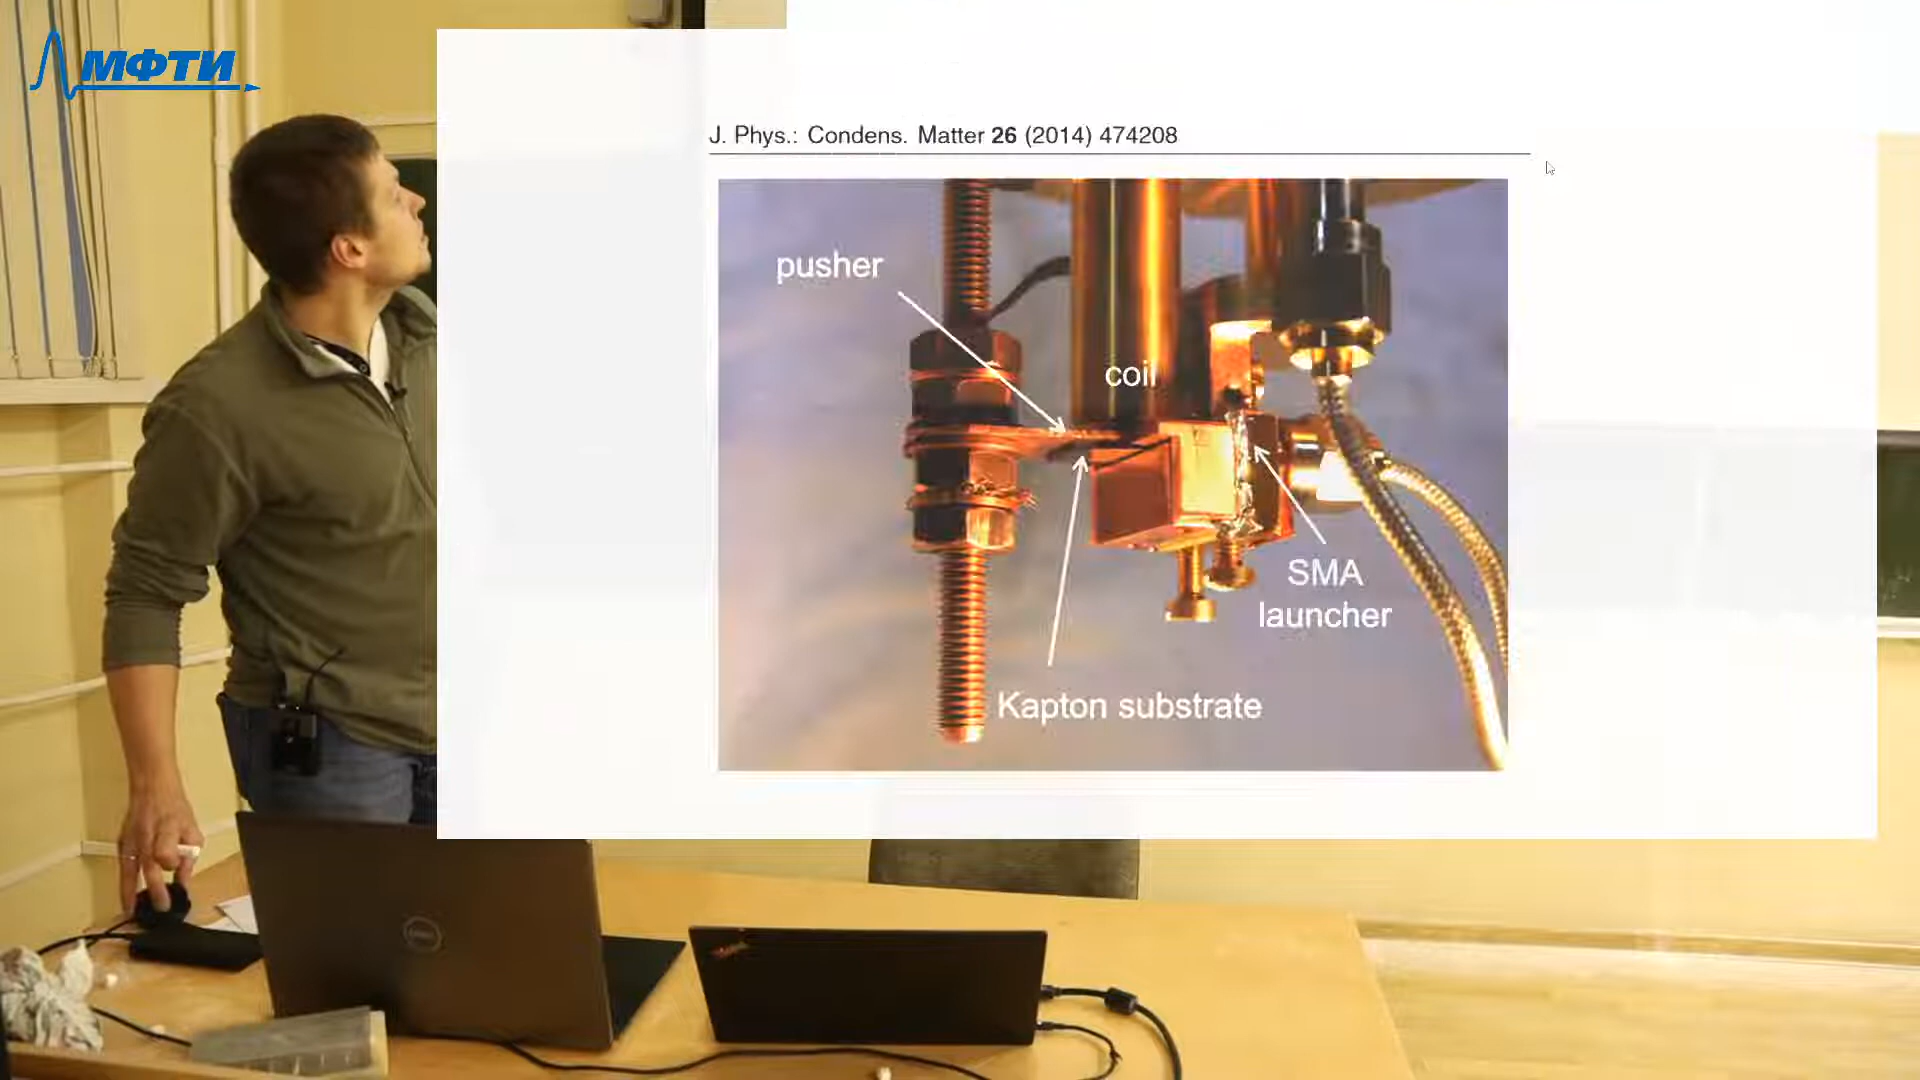 МФТИ
J. Phys.: Condens. Matter 26 (2014) 474208
pusher
coil
SMA
launcher
Kapton substrate